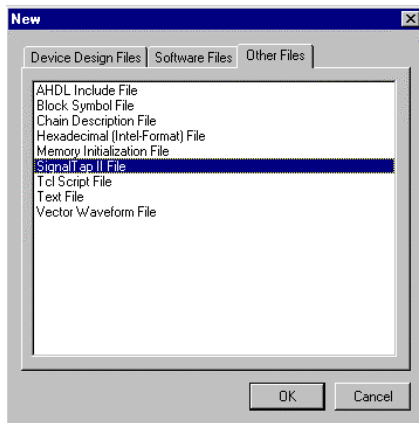 New
Device Design Files Software Files Other Files
AHDL Include File
Block Symbol File
Chain Description File
Hexadecimal (Intel-Format) File
Memory Initialization File
SignalTap II File
Tcl Script File
Text File
Vector Waveform File
OK Cancel